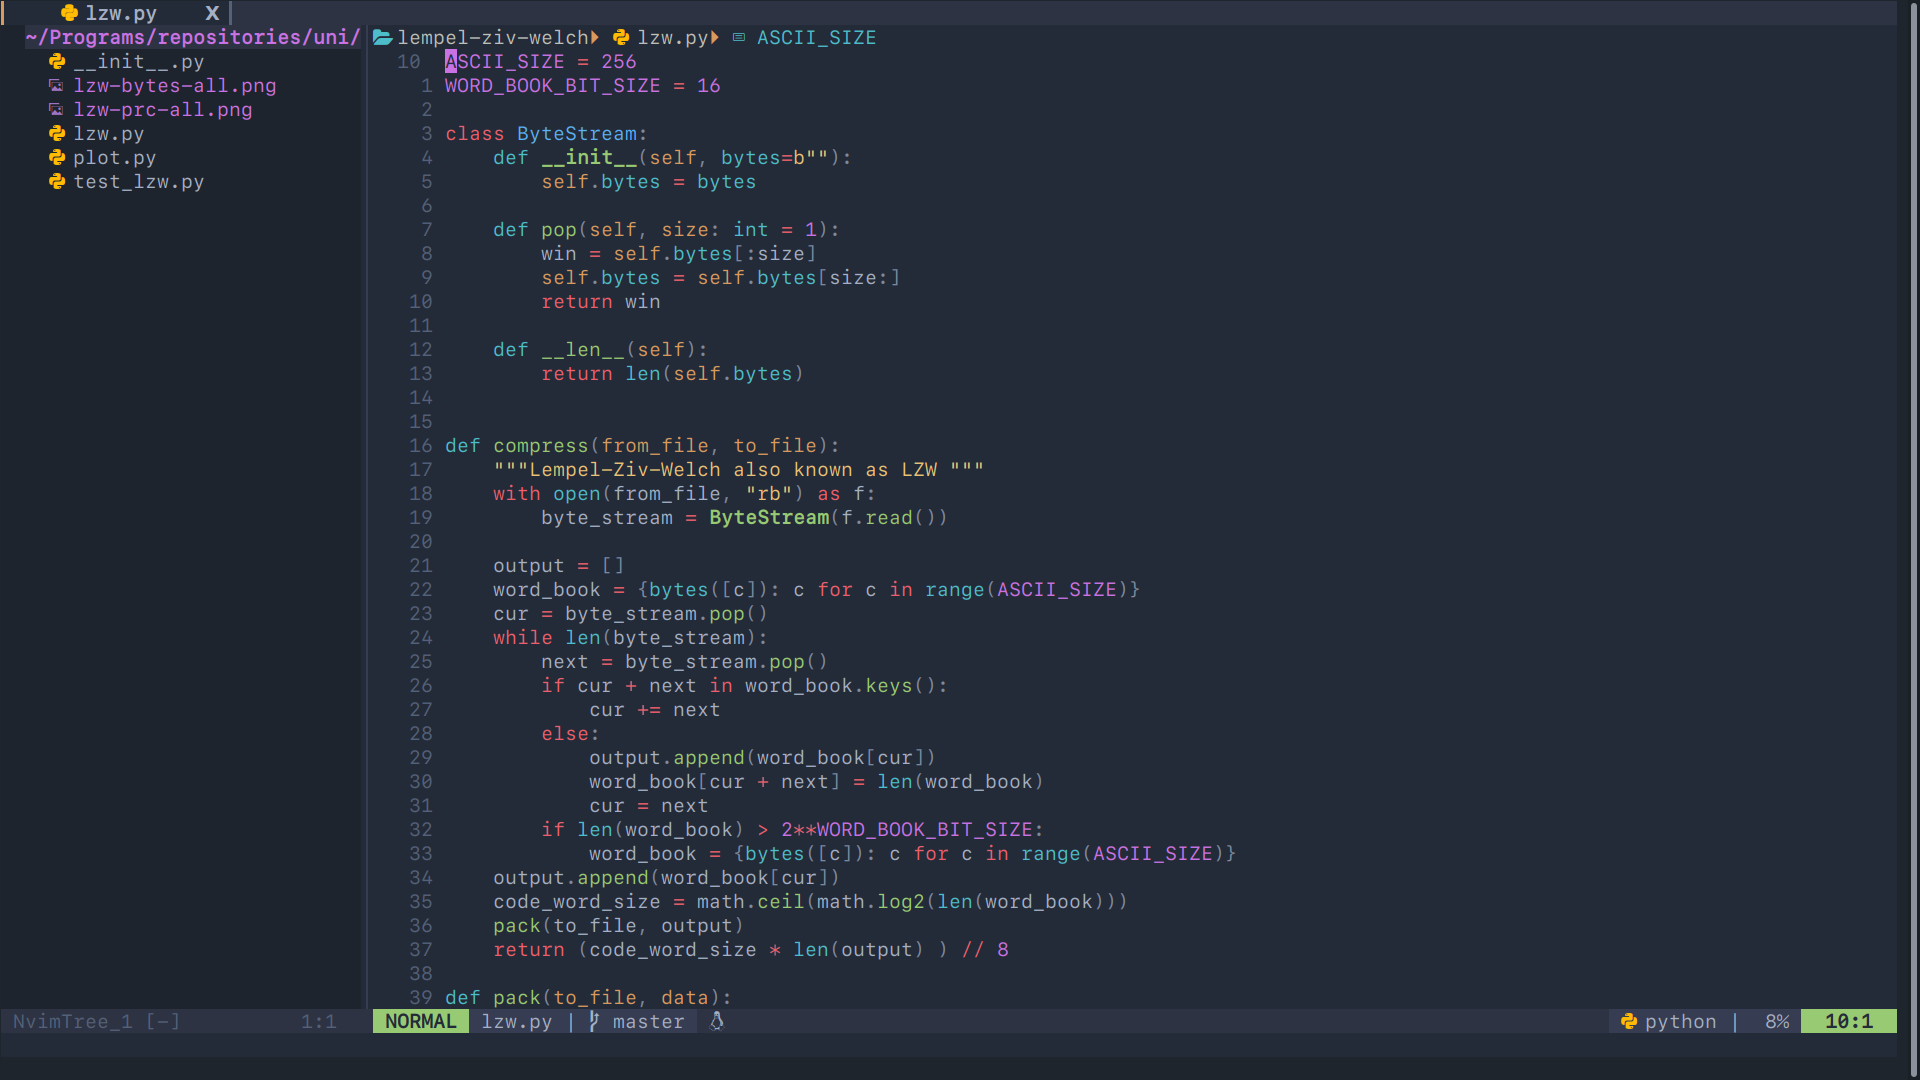 lzw.py X
~/Programs/repositories/uni/
__init__.py
lzw-bytes-all.png
lzw-prc-all.png
lzw.py
plot.py
test_lzw.py
lempel-ziv-welch lzw.py ASCII_SIZE
10 ASCII_SIZE = 256
1 WORD_BOOK_BIT_SIZE = 16
2
3 class ByteStream:
4     def __init__(self, bytes=b""):
5         self.bytes = bytes
6
7     def pop(self, size: int = 1):
8         win = self.bytes[:size]
9         self.bytes = self.bytes[size:]
10         return win
11
12     def __len__(self):
13         return len(self.bytes)
14
15
16 def compress(from_file, to_file):
17     """Lempel-Ziv-Welch also known as LZW """
18     with open(from_file, "rb") as f:
19         byte_stream = ByteStream(f.read())
20
21     output = []
22     word_book = {bytes([c]): c for c in range(ASCII_SIZE)}
23     cur = byte_stream.pop()
24     while len(byte_stream):
25         next = byte_stream.pop()
26         if cur + next in word_book.keys():
27             cur += next
28         else:
29             output.append(word_book[cur])
30             word_book[cur + next] = len(word_book)
31             cur = next
32         if len(word_book) > 2**WORD_BOOK_BIT_SIZE:
33             word_book = {bytes([c]): c for c in range(ASCII_SIZE)}
34     output.append(word_book[cur])
35     code_word_size = math.ceil(math.log2(len(word_book)))
36     pack(to_file, output)
37     return (code_word_size * len(output) ) // 8
38
39 def pack(to_file, data):
NvimTree_1 [-] 1:1 NORMAL lzw.py | master python | 8% 10:1